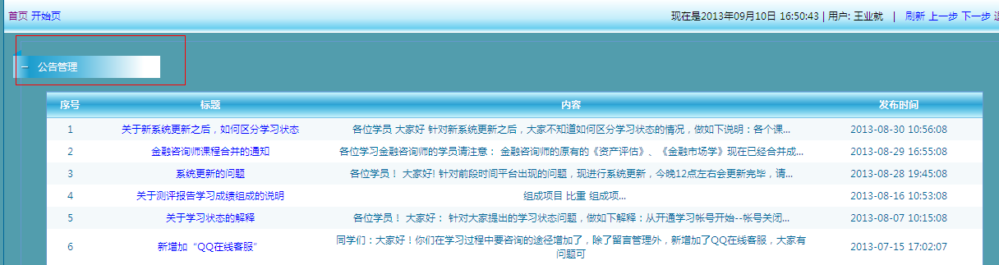 首页 开始页 现在是2013年09月10日 16:50:43 | 用户: 王业就 | 刷新 上一步 下一步
公告管理
序号 标题 内容 发布时间
1 关于新系统更新之后，如何区分学习状态 各位学员 大家好 针对新系统更新之后，大家不知道如何区分学习状态的情况，做如下说明：各个课... 2013-08-30 10:56:08
2 金融咨询师课程合并的通知 各位学习金融咨询师的学员请注意： 金融咨询师的原有的《资产评估》、《金融市场学》现在已经合并成... 2013-08-29 16:55:08
3 系统更新的问题 各位学员！ 大家好! 针对前段时间平台出现的问题，现进行系统更新，今晚12点左右会更新完毕，请... 2013-08-28 19:45:08
4 关于测评报告学习成绩组成的说明 组成项目 比重 组成项... 2013-08-16 10:53:08
5 关于学习状态的解释 各位学员！ 大家好： 针对大家提出的学习状态问题，做如下解释：从开通学习帐号开始--帐号关闭... 2013-08-07 10:15:08
6 新增加“QQ在线客服” 同学们：大家好！你们在学习过程中要咨询的途径增加了，除了留言管理外，新增加了QQ在线客服，大家有 2013-07-15 17:02:07
问题可